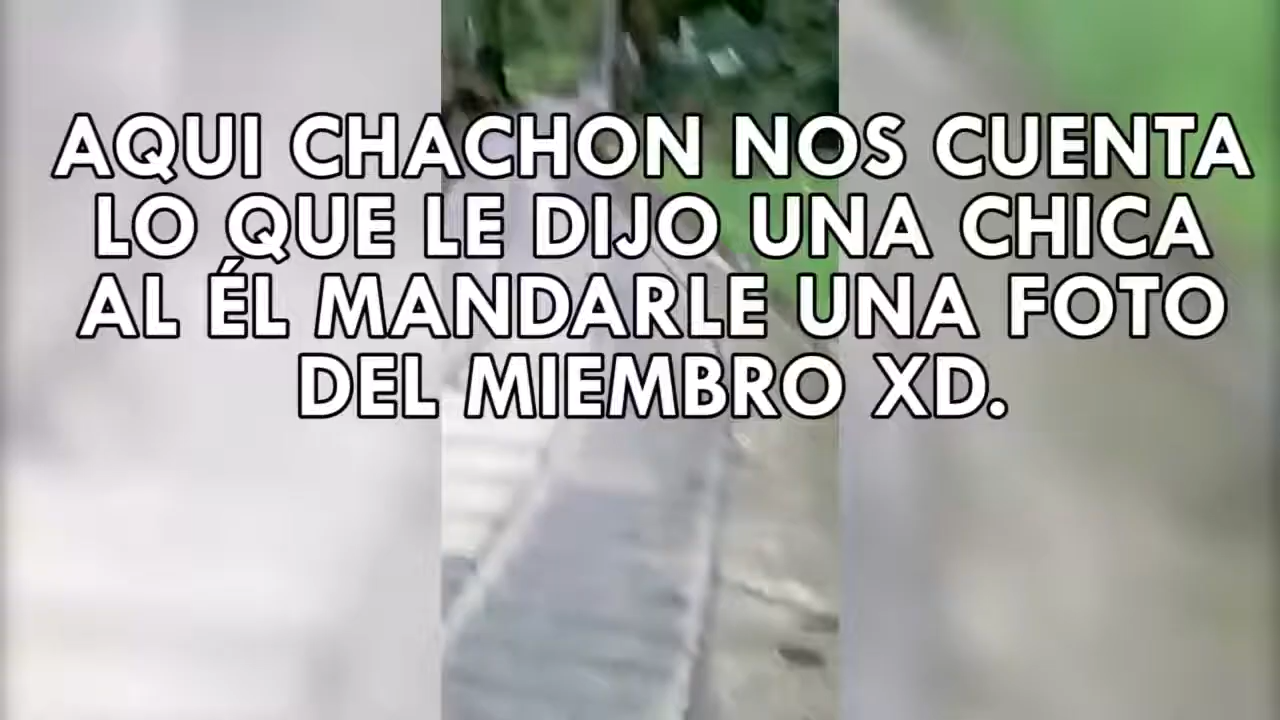 AQUI CHACHON NOS CUENTA
LO QUE LE DIJO UNA CHICA
AL ÉL MANDARLE UNA FOTO
DEL MIEMBRO XD.